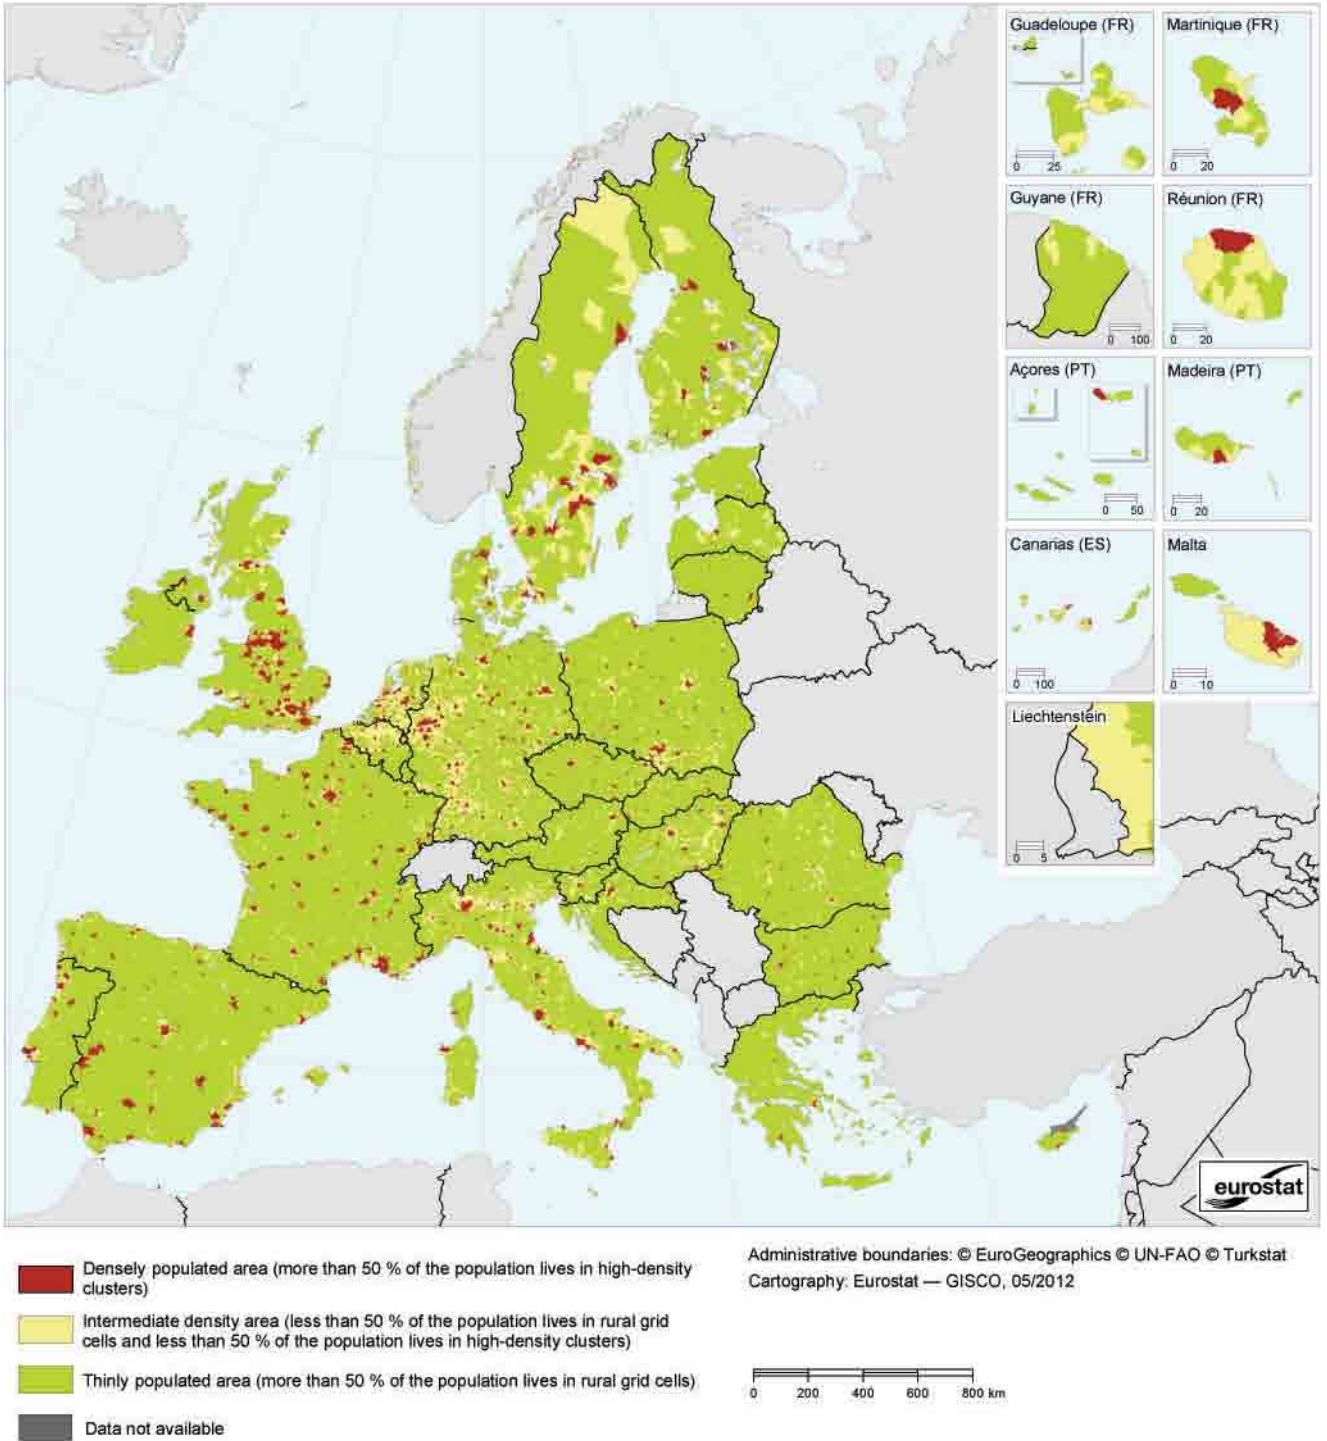 Guadeloupe (FR)
0 25
Martinique (FR)
0 20
Guyane (FR)
0 100
Réunion (FR)
0 20
Açores (PT)
0 50
Madeira (PT)
0 20
Canarias (ES)
0 100
Malta
0 10
Liechtenstein
0 5
eurostat
Densely populated area (more than 50 % of the population lives in high-density
clusters)
Intermediate density area (less than 50 % of the population lives in rural grid
cells and less than 50 % of the population lives in high-density clusters)
Thinly populated area (more than 50 % of the population lives in rural grid cells)
Data not available
Administrative boundaries: © EuroGeographics © UN-FAO © Turkstat
Cartography: Eurostat — GISCO, 05/2012
0 200 400 600 800 km